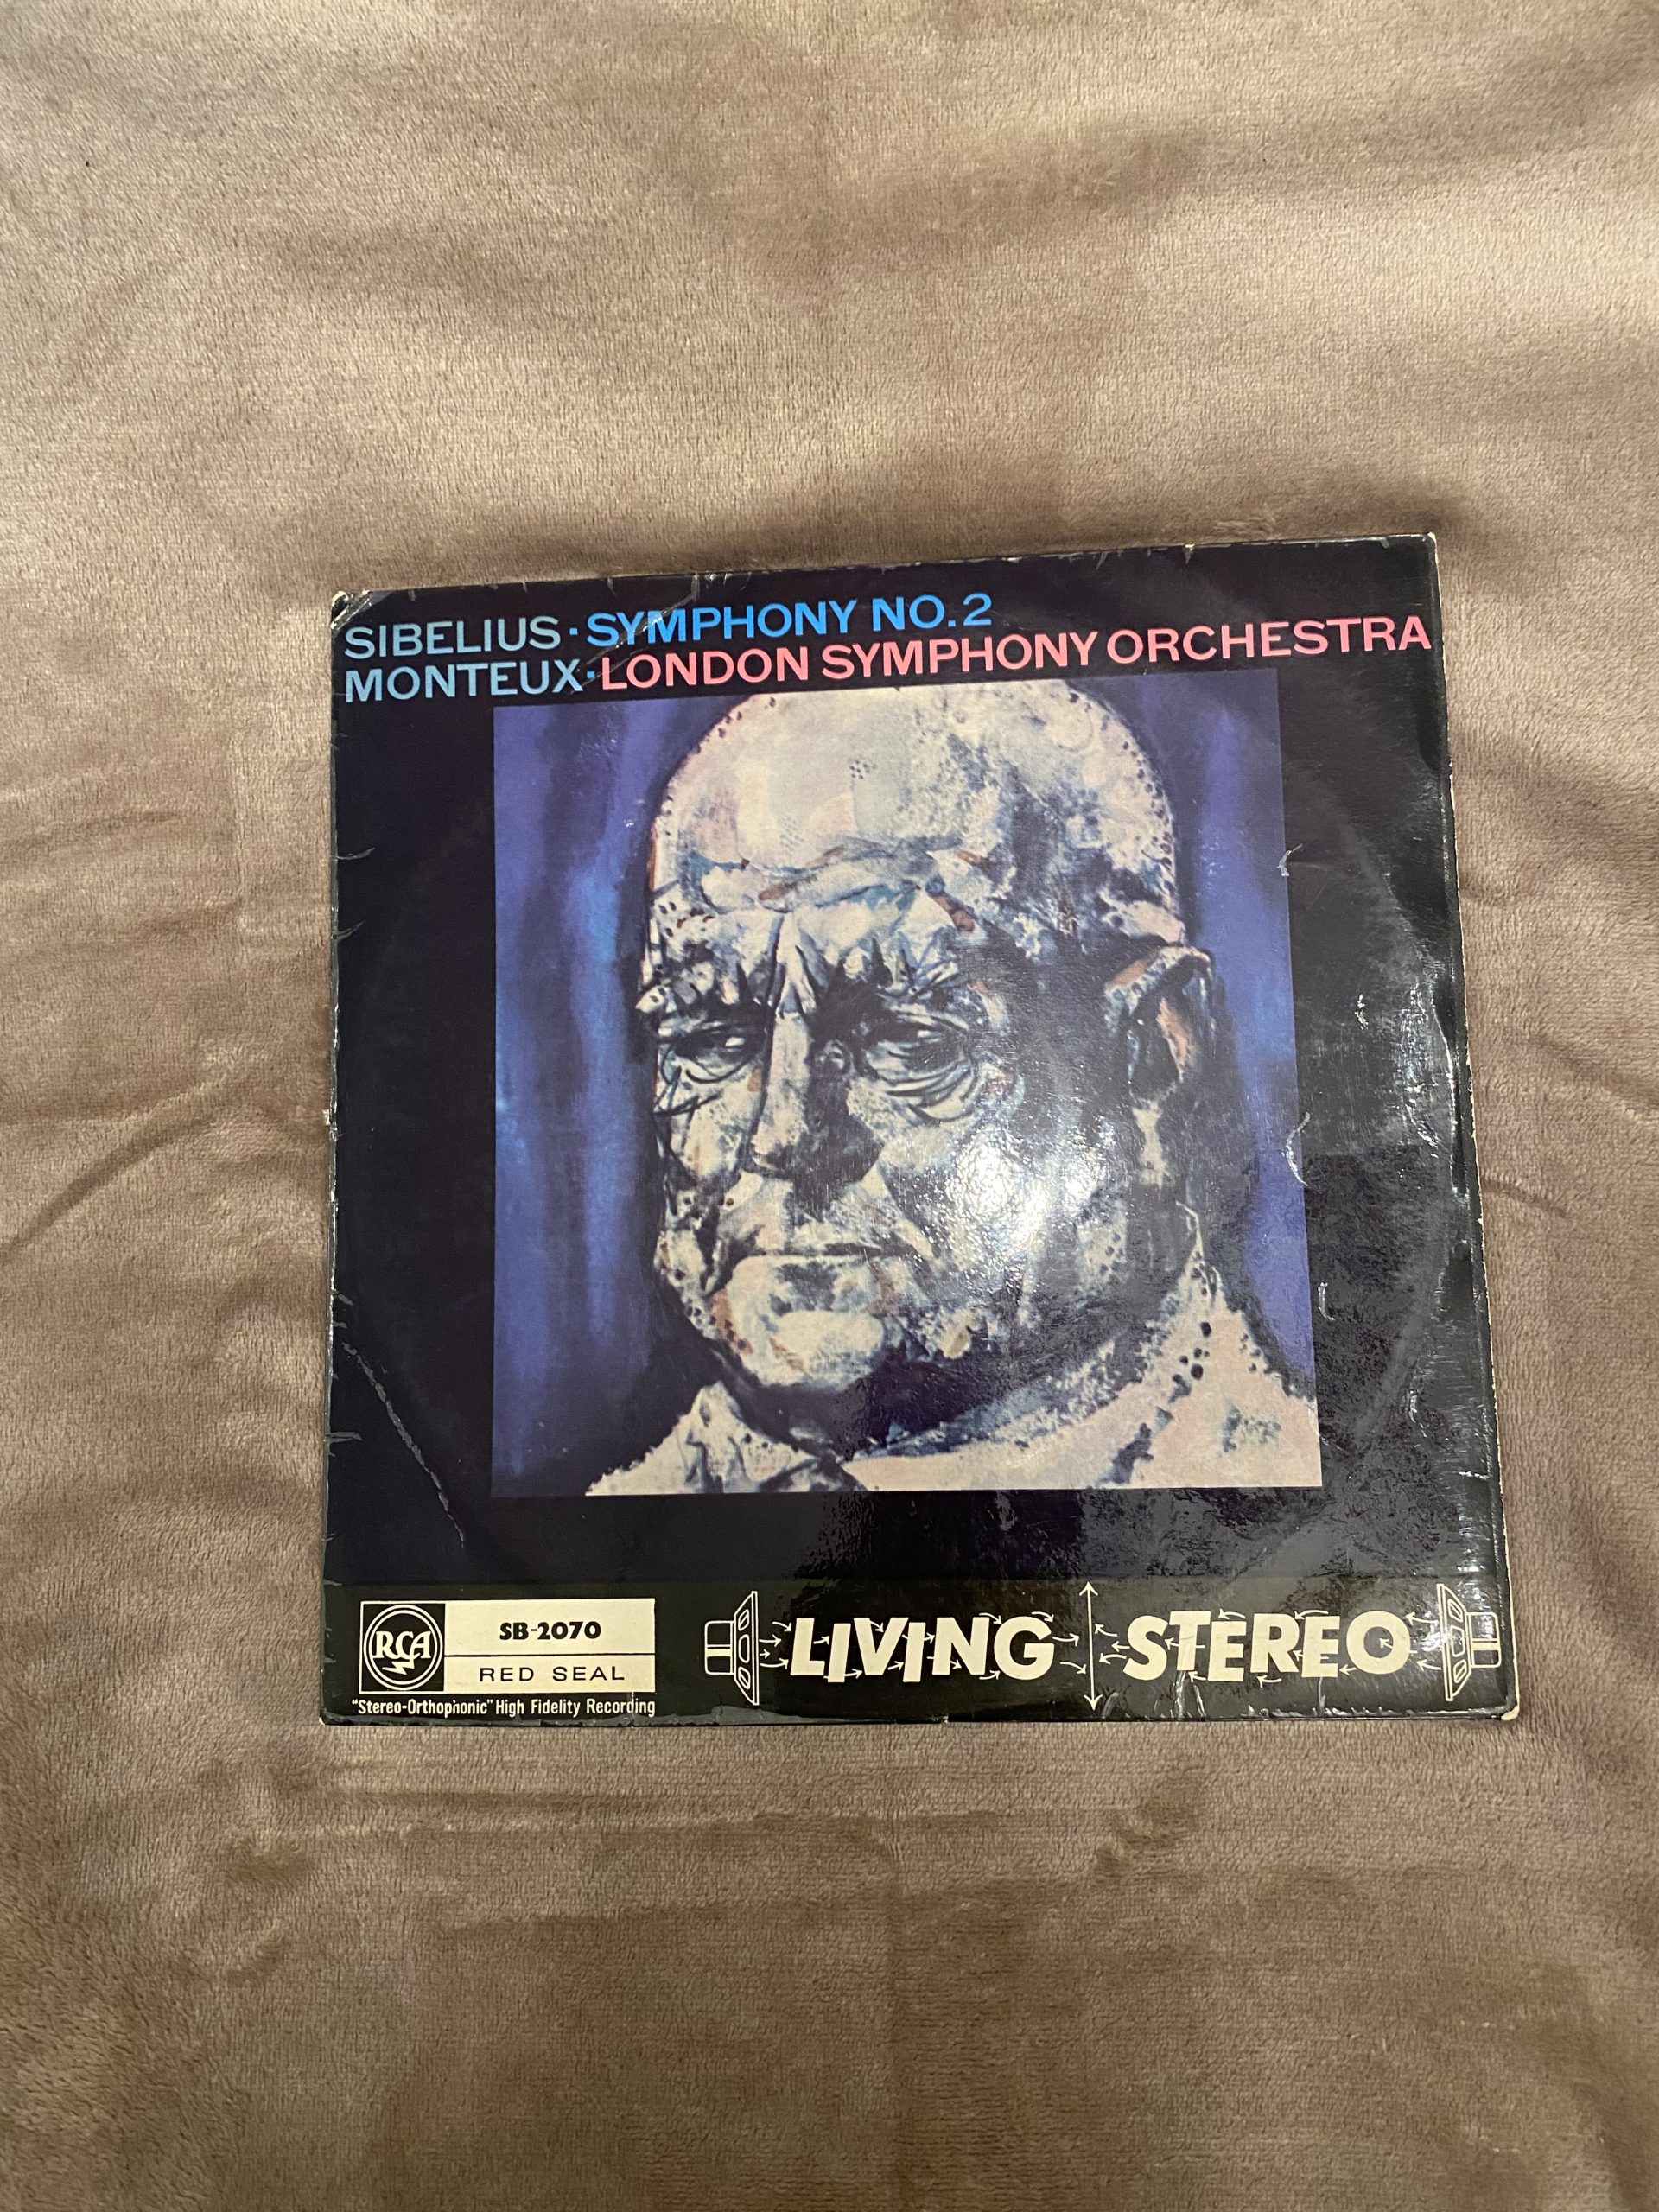 SIBELIUS · SYMPHONY NO. 2
MONTEUX · LONDON SYMPHONY ORCHESTRA
RCA
SB-2070
RED SEAL
"Stereo-Orthophonic" High Fidelity Recording
LIVING STEREO